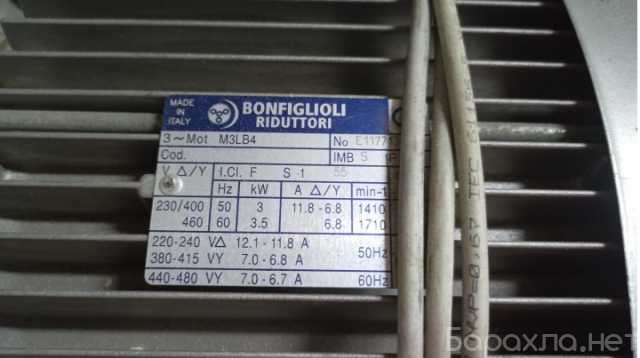 MADE IN ITALY
BONFIGLIOLI
RIDUTTORI
3~Mot M3LB4 No E1177
Cod. IMB S
V Δ/Y I.Cl. F S 1 55
Hz kW A Δ/Y min-1
230/400 50 3 11.8-6.8 1410
460 60 3.5 6.8 1710
220-240 VΔ 12.1-11.8 A 50Hz
380-415 VY 7.0-6.8 A
440-480 VY 7.0-6.7 A 60Hz
Барахла.нет